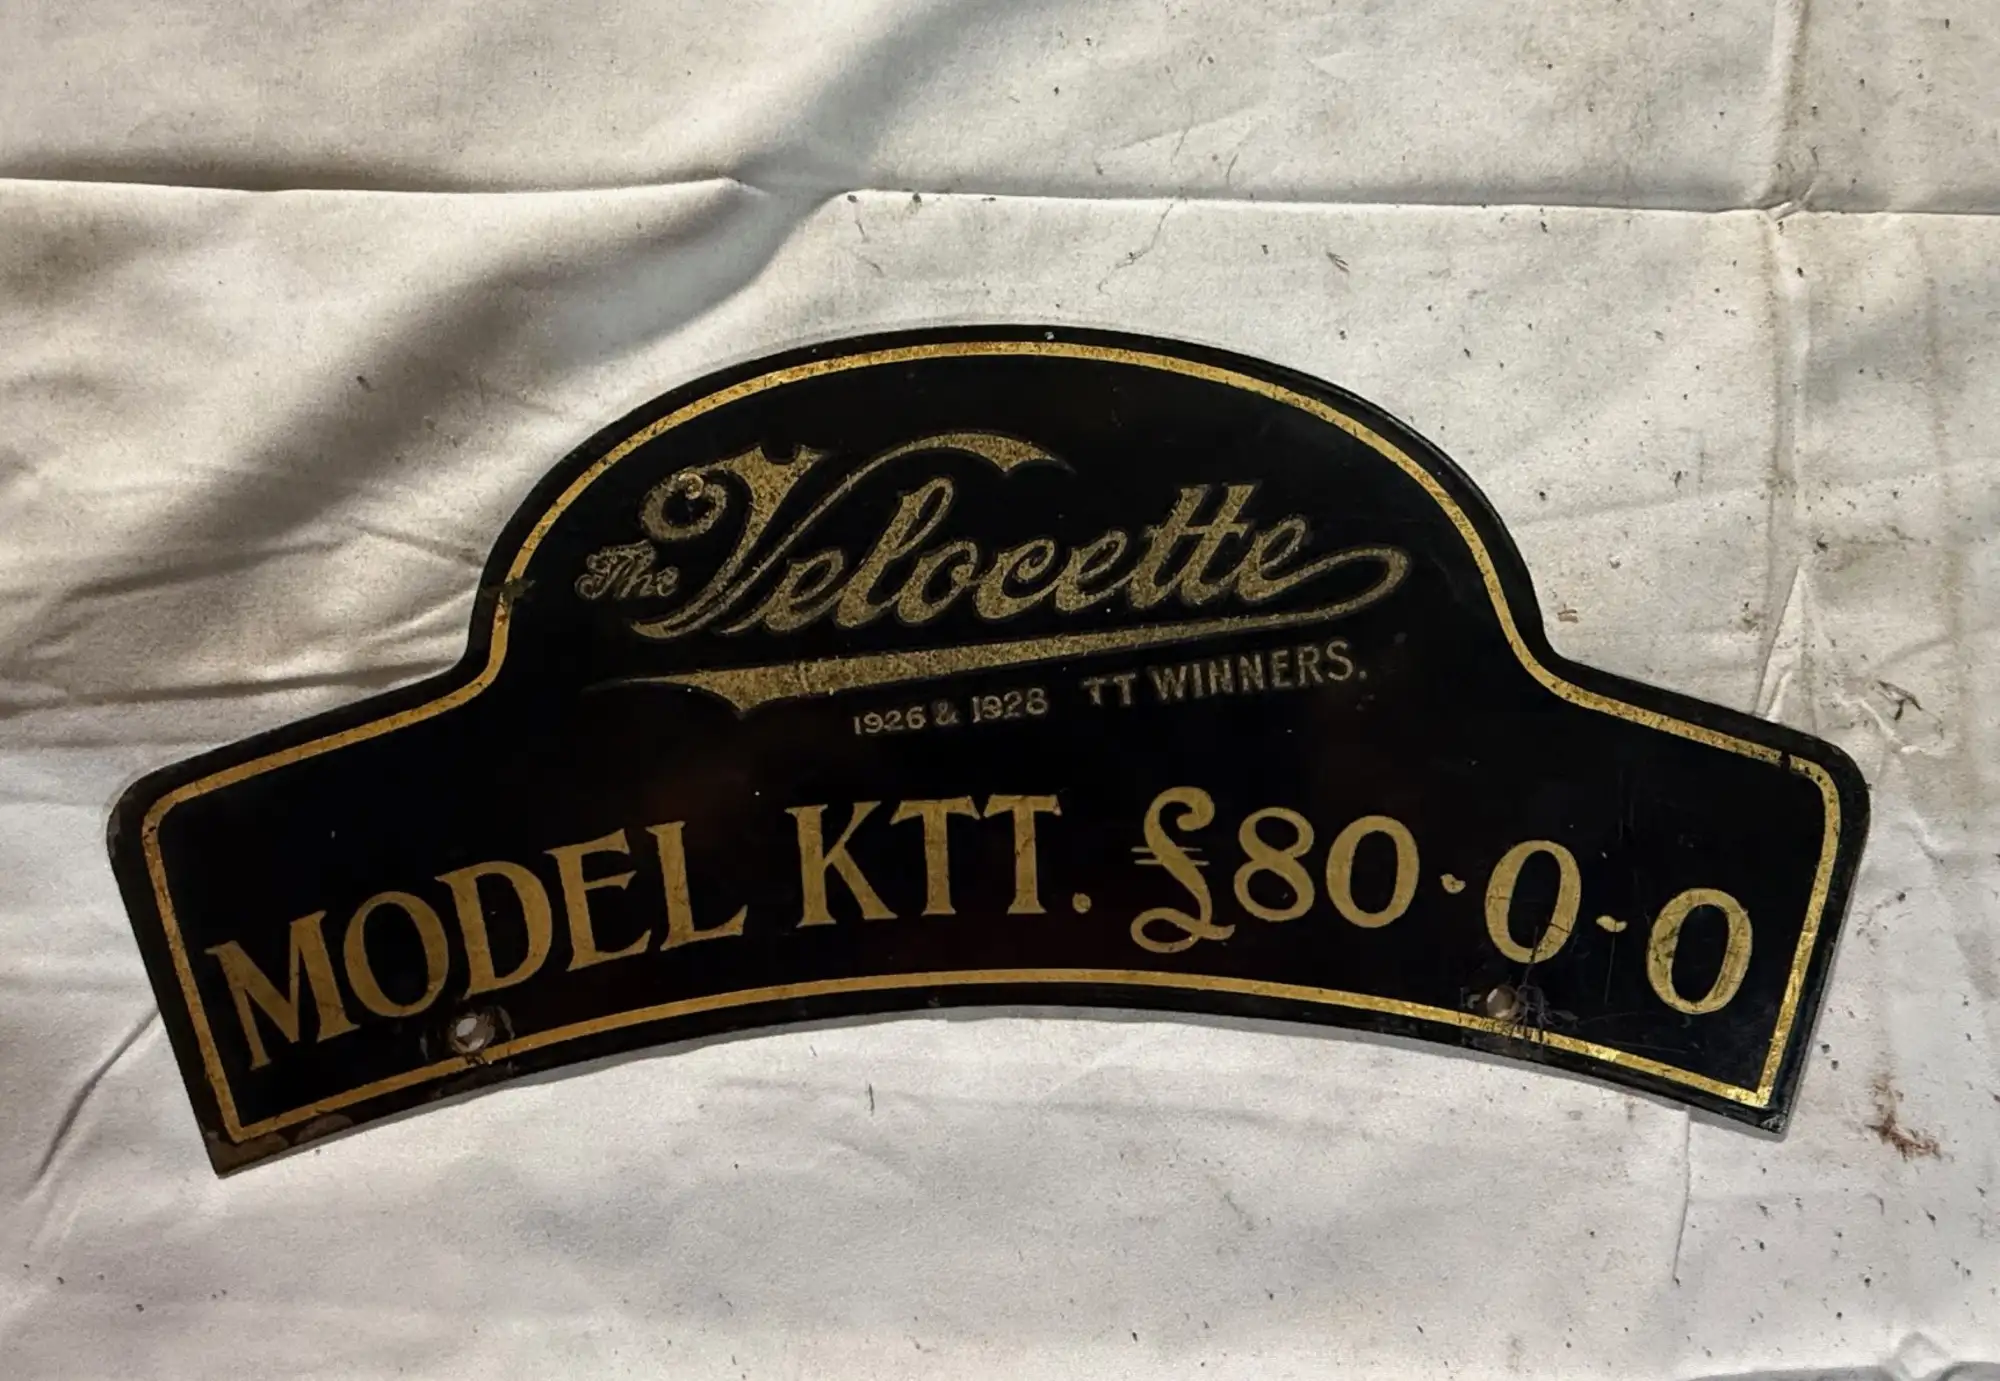 The Velocette
1926 & 1928 TT WINNERS.
MODEL KTT. £80·0·0